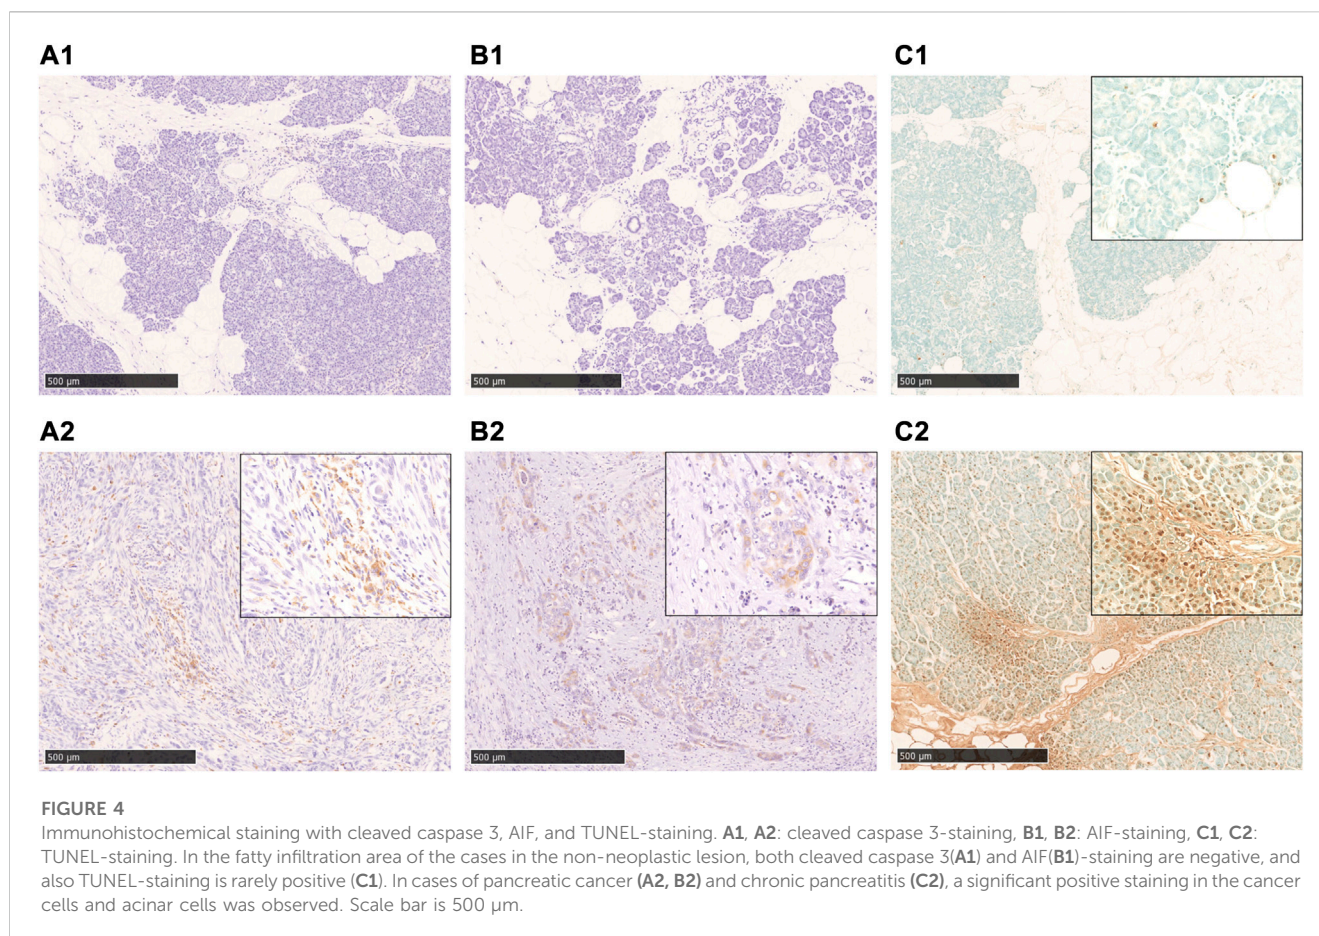 A1
B1
C1
500 µm
500 µm
500 µm
A2
B2
C2
500 µm
500 µm
500 µm
FIGURE 4
Immunohistochemical staining with cleaved caspase 3, AIF, and TUNEL-staining. A1, A2: cleaved caspase 3-staining, B1, B2: AIF-staining, C1, C2:
TUNEL-staining. In the fatty infiltration area of the cases in the non-neoplastic lesion, both cleaved caspase 3(A1) and AIF(B1)-staining are negative, and
also TUNEL-staining is rarely positive (C1). In cases of pancreatic cancer (A2, B2) and chronic pancreatitis (C2), a significant positive staining in the cancer
cells and acinar cells was observed. Scale bar is 500 µm.